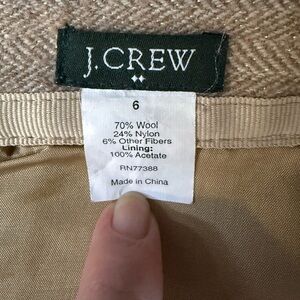 J.CREW
6
70% Wool
24% Nylon
6% Other Fibers
Lining:
100% Acetate
RN77388
Made in China